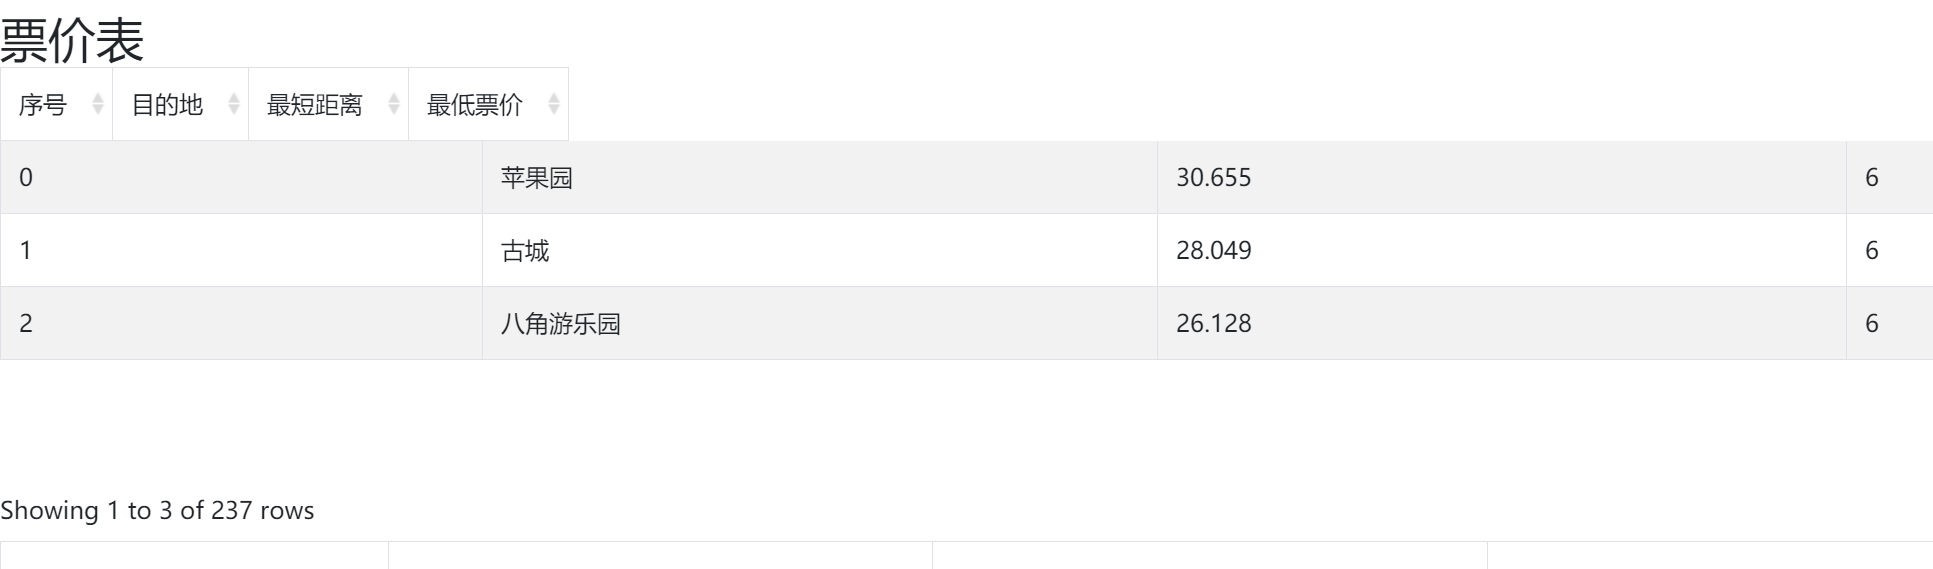 票价表
序号 目的地 最短距离 最低票价
0 苹果园 30.655 6
1 古城 28.049 6
2 八角游乐园 26.128 6
Showing 1 to 3 of 237 rows